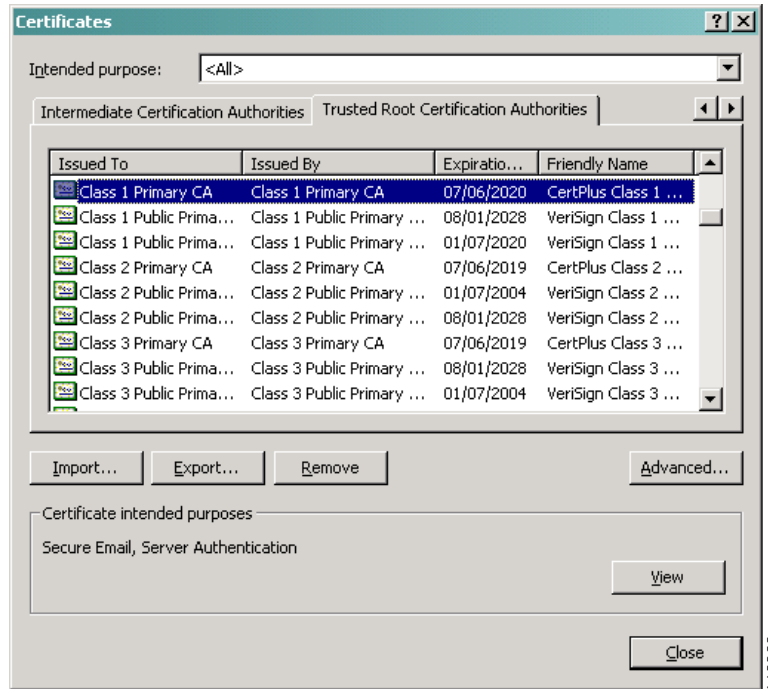 Certificates
Intended purpose: <All>
Intermediate Certification Authorities Trusted Root Certification Authorities
Issued To Issued By Expiratio... Friendly Name
Class 1 Primary CA Class 1 Primary CA 07/06/2020 CertPlus Class 1 ...
Class 1 Public Prima... Class 1 Public Primary ... 08/01/2028 VeriSign Class 1 ...
Class 1 Public Prima... Class 1 Public Primary ... 01/07/2020 VeriSign Class 1 ...
Class 2 Primary CA Class 2 Primary CA 07/06/2019 CertPlus Class 2 ...
Class 2 Public Prima... Class 2 Public Primary ... 01/07/2004 VeriSign Class 2 ...
Class 2 Public Prima... Class 2 Public Primary ... 08/01/2028 VeriSign Class 2 ...
Class 3 Primary CA Class 3 Primary CA 07/06/2019 CertPlus Class 3 ...
Class 3 Public Prima... Class 3 Public Primary ... 08/01/2028 VeriSign Class 3 ...
Class 3 Public Prima... Class 3 Public Primary ... 01/07/2004 VeriSign Class 3 ...
Import... Export... Remove Advanced...
Certificate intended purposes
Secure Email, Server Authentication
View
Close